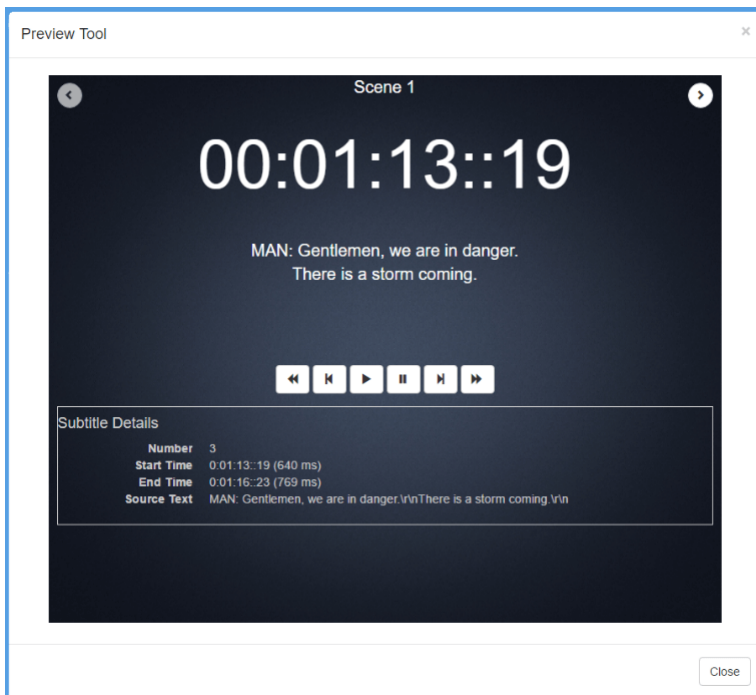 Preview Tool ×
Scene 1
00:01:13::19
MAN: Gentlemen, we are in danger.
There is a storm coming.
Subtitle Details
Number 3
Start Time 0:01:13::19 (640 ms)
End Time 0:01:16::23 (769 ms)
Source Text MAN: Gentlemen, we are in danger.\r\nThere is a storm coming.\r\n
Close